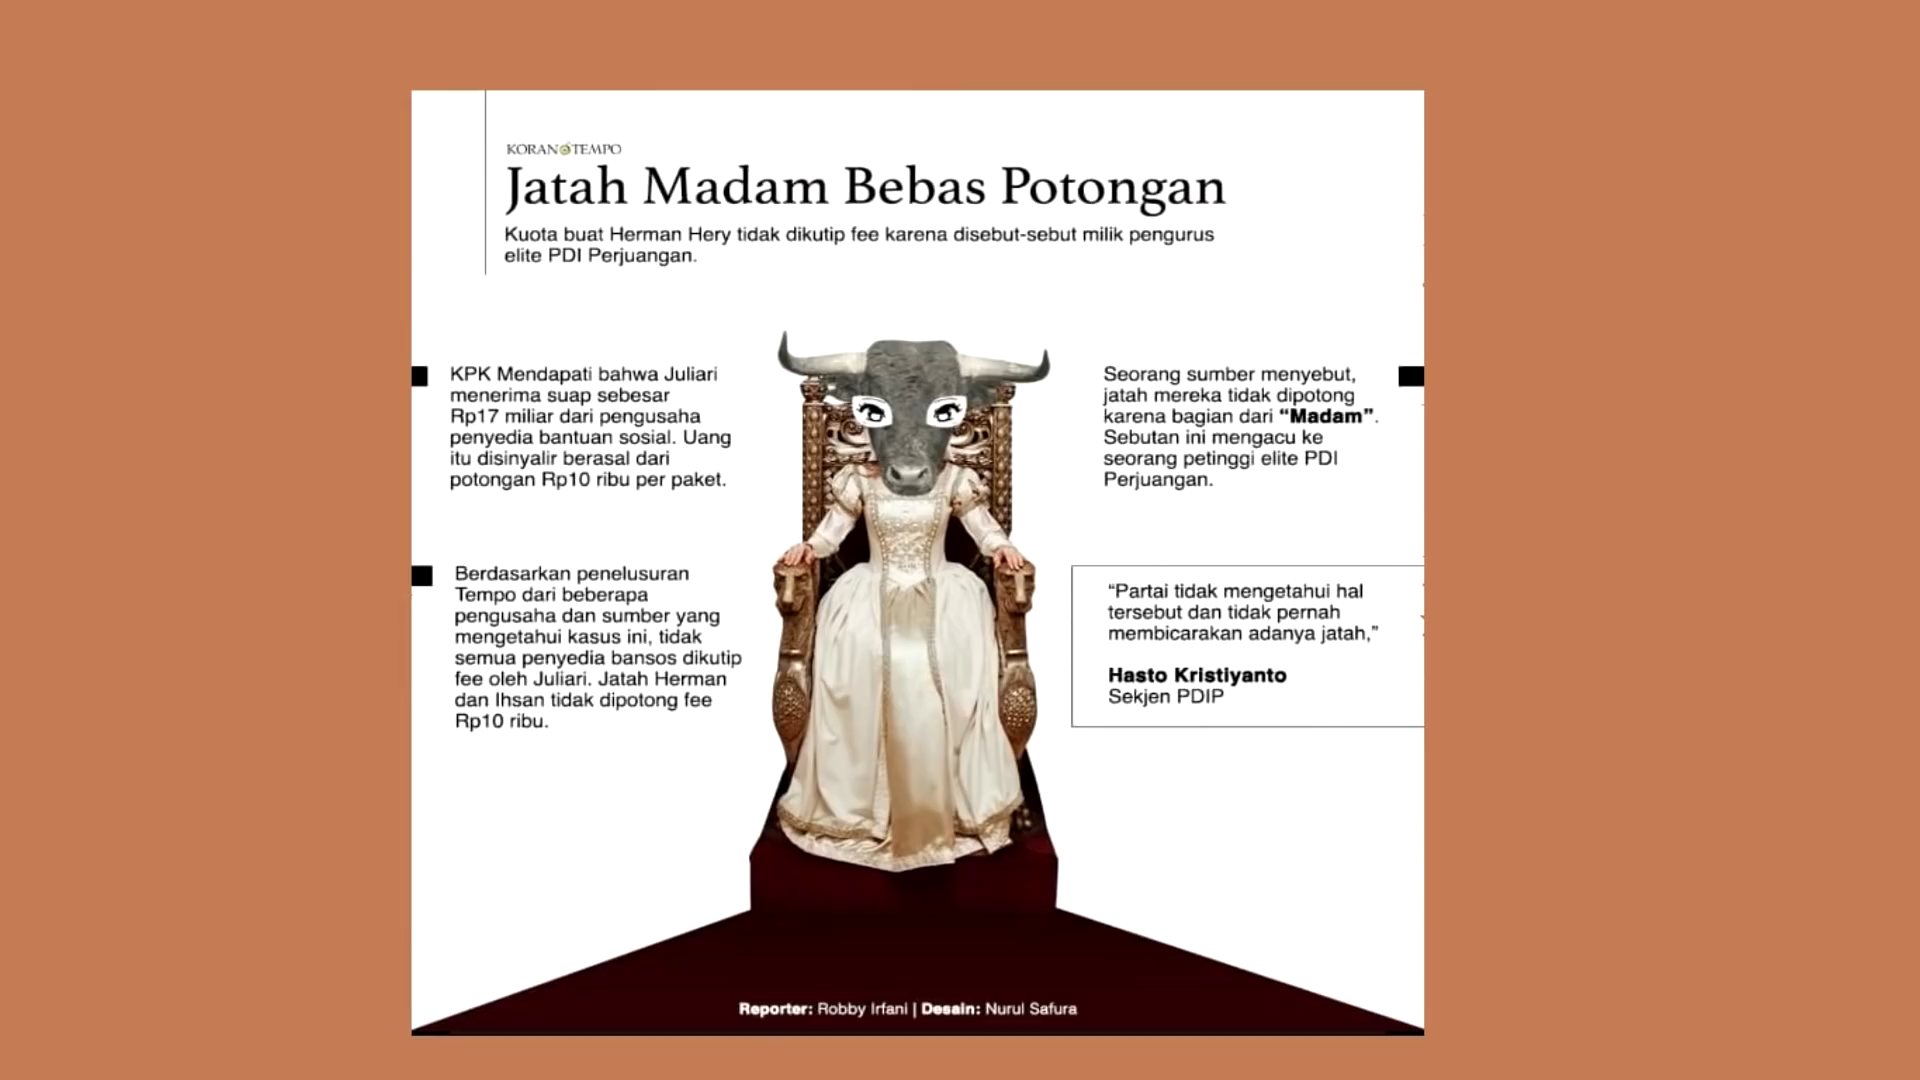 KORAN TEMPO
Jatah Madam Bebas Potongan
Kuota buat Herman Hery tidak dikutip fee karena disebut-sebut milik pengurus
elite PDI Perjuangan.
KPK Mendapati bahwa Juliari
menerima suap sebesar
Rp17 miliar dari pengusaha
penyedia bantuan sosial. Uang
itu disinyalir berasal dari
potongan Rp10 ribu per paket.
Berdasarkan penelusuran
Tempo dari beberapa
pengusaha dan sumber yang
mengetahui kasus ini, tidak
semua penyedia bansos dikutip
fee oleh Juliari. Jatah Herman
dan Ihsan tidak dipotong fee
Rp10 ribu.
Seorang sumber menyebut,
jatah mereka tidak dipotong
karena bagian dari “Madam”.
Sebutan ini mengacu ke
seorang petinggi elite PDI
Perjuangan.
“Partai tidak mengetahui hal
tersebut dan tidak pernah
membicarakan adanya jatah,”
Hasto Kristiyanto
Sekjen PDIP
Reporter: Robby Irfani | Desain: Nurul Safura